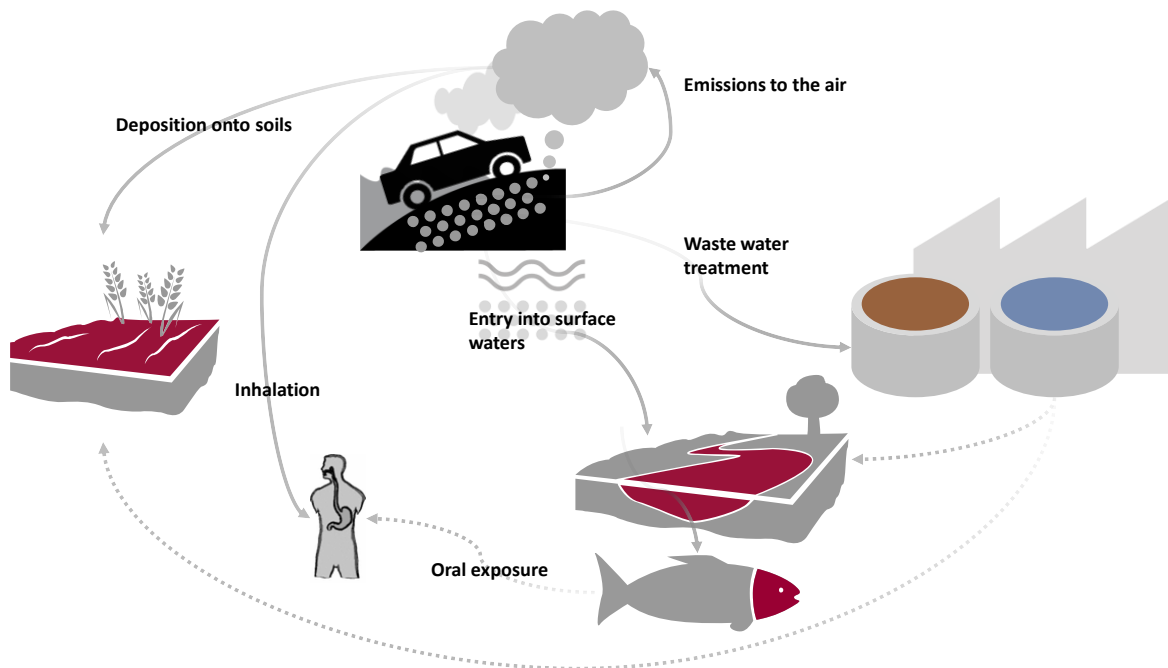 Emissions to the air
Deposition onto soils
Waste water
treatment
Entry into surface
waters
Inhalation
Oral exposure